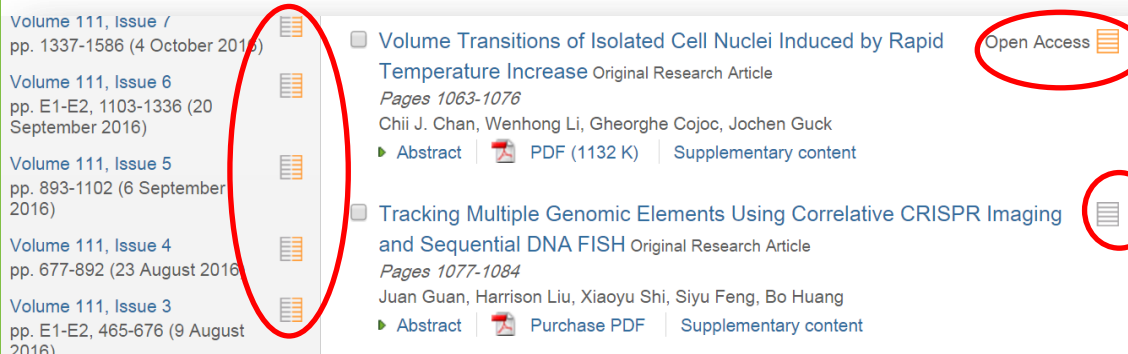 Volume 111, Issue 7
pp. 1337-1586 (4 October 2016)
Volume 111, Issue 6
pp. E1-E2, 1103-1336 (20
September 2016)
Volume 111, Issue 5
pp. 893-1102 (6 September
2016)
Volume 111, Issue 4
pp. 677-892 (23 August 2016
Volume 111, Issue 3
pp. E1-E2, 465-676 (9 August
2016)
Volume Transitions of Isolated Cell Nuclei Induced by Rapid
Open Access
Temperature Increase Original Research Article
Pages 1063-1076
Chii J. Chan, Wenhong Li, Gheorghe Cojoc, Jochen Guck
Abstract PDF (1132 K) Supplementary content
Tracking Multiple Genomic Elements Using Correlative CRISPR Imaging
and Sequential DNA FISH Original Research Article
Pages 1077-1084
Juan Guan, Harrison Liu, Xiaoyu Shi, Siyu Feng, Bo Huang
Abstract Purchase PDF Supplementary content